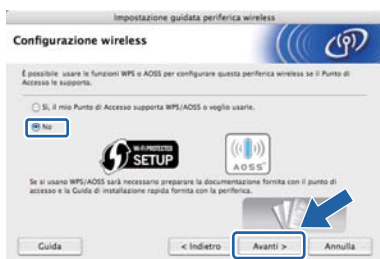 Impostazione guidata periferica wireless
Configurazione wireless
È possibile usare le funzioni WPS o AOSS per configurare questa periferica wireless se il Punto di
Accesso le supporta.
Sì, il mio Punto di Accesso supporta WPS/AOSS o voglio usarle.
No
Wi-Fi PROTECTED
SETUP
AOSS
Se si usano WPS/AOSS sarà necessario preparare la documentazione fornita con il punto di
accesso e la Guida di installazione rapida fornita con la periferica.
Guida
< Indietro
Avanti >
Annulla